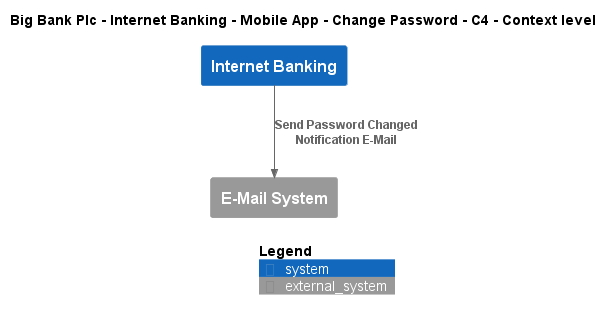 Big Bank Plc - Internet Banking - Mobile App - Change Password - C4 - Context level
Internet Banking
Send Password Changed
Notification E-Mail
E-Mail System
Legend
system
external_system